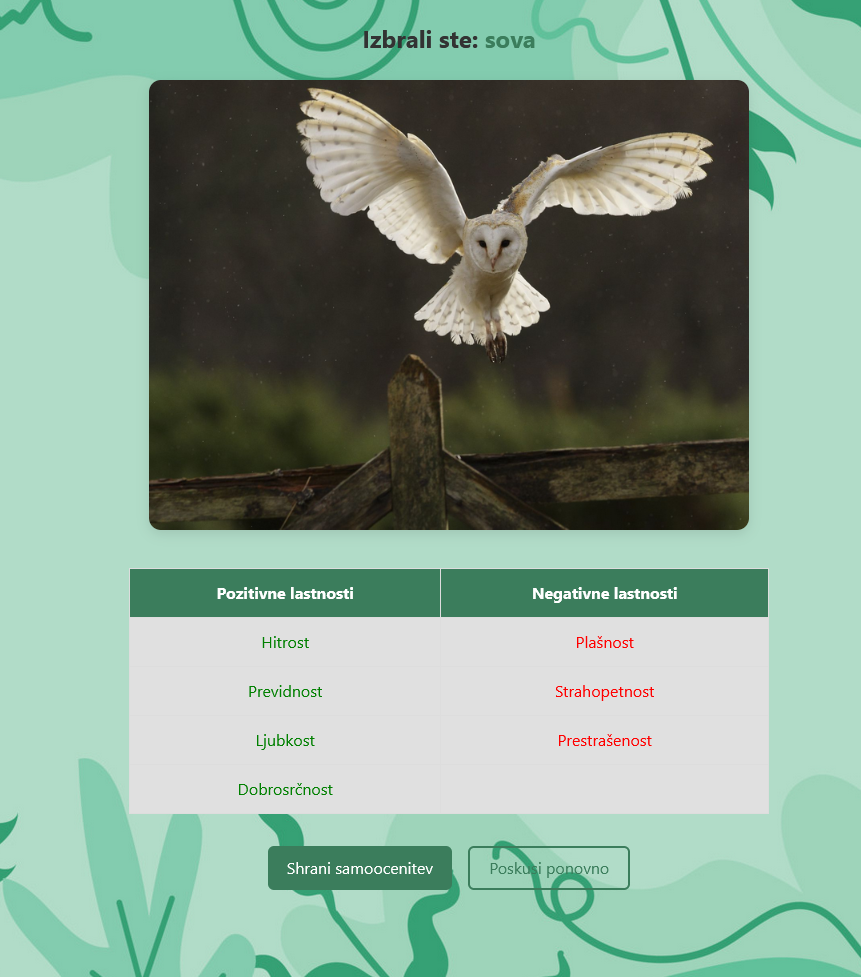 Izbrali ste: sova
Pozitivne lastnosti Negativne lastnosti
Hitrost Plašnost
Previdnost Strahopetnost
Ljubkost Prestrašenost
Dobrosrčnost
Shrani samoocenitev Poskusi ponovno